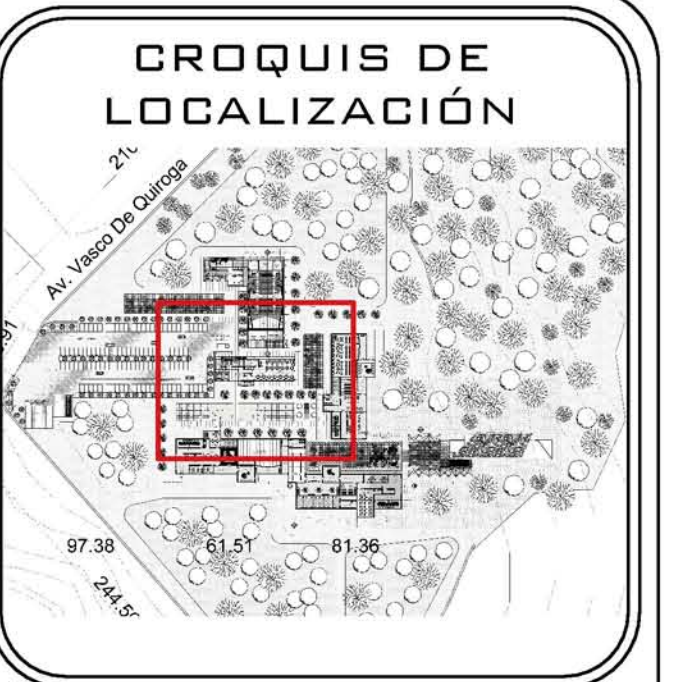 CROQUIS DE
LOCALIZACIÓN
Av. Vasco De Quiroga
97.38
61.51
81.36